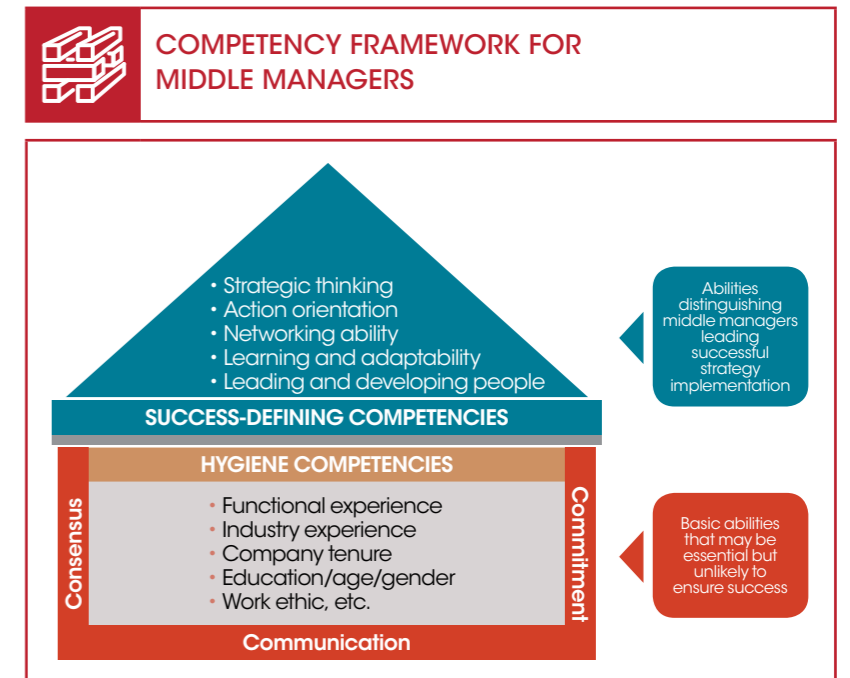 COMPETENCY FRAMEWORK FOR
MIDDLE MANAGERS
• Strategic thinking
• Action orientation
• Networking ability
• Learning and adaptability
• Leading and developing people
SUCCESS-DEFINING COMPETENCIES
Abilities
distinguishing
middle managers
leading
successful
strategy
implementation
HYGIENE COMPETENCIES
Consensus
• Functional experience
• Industry experience
• Company tenure
• Education/age/gender
• Work ethic, etc.
Commitment
Communication
Basic abilities
that may be
essential but
unlikely to
ensure success